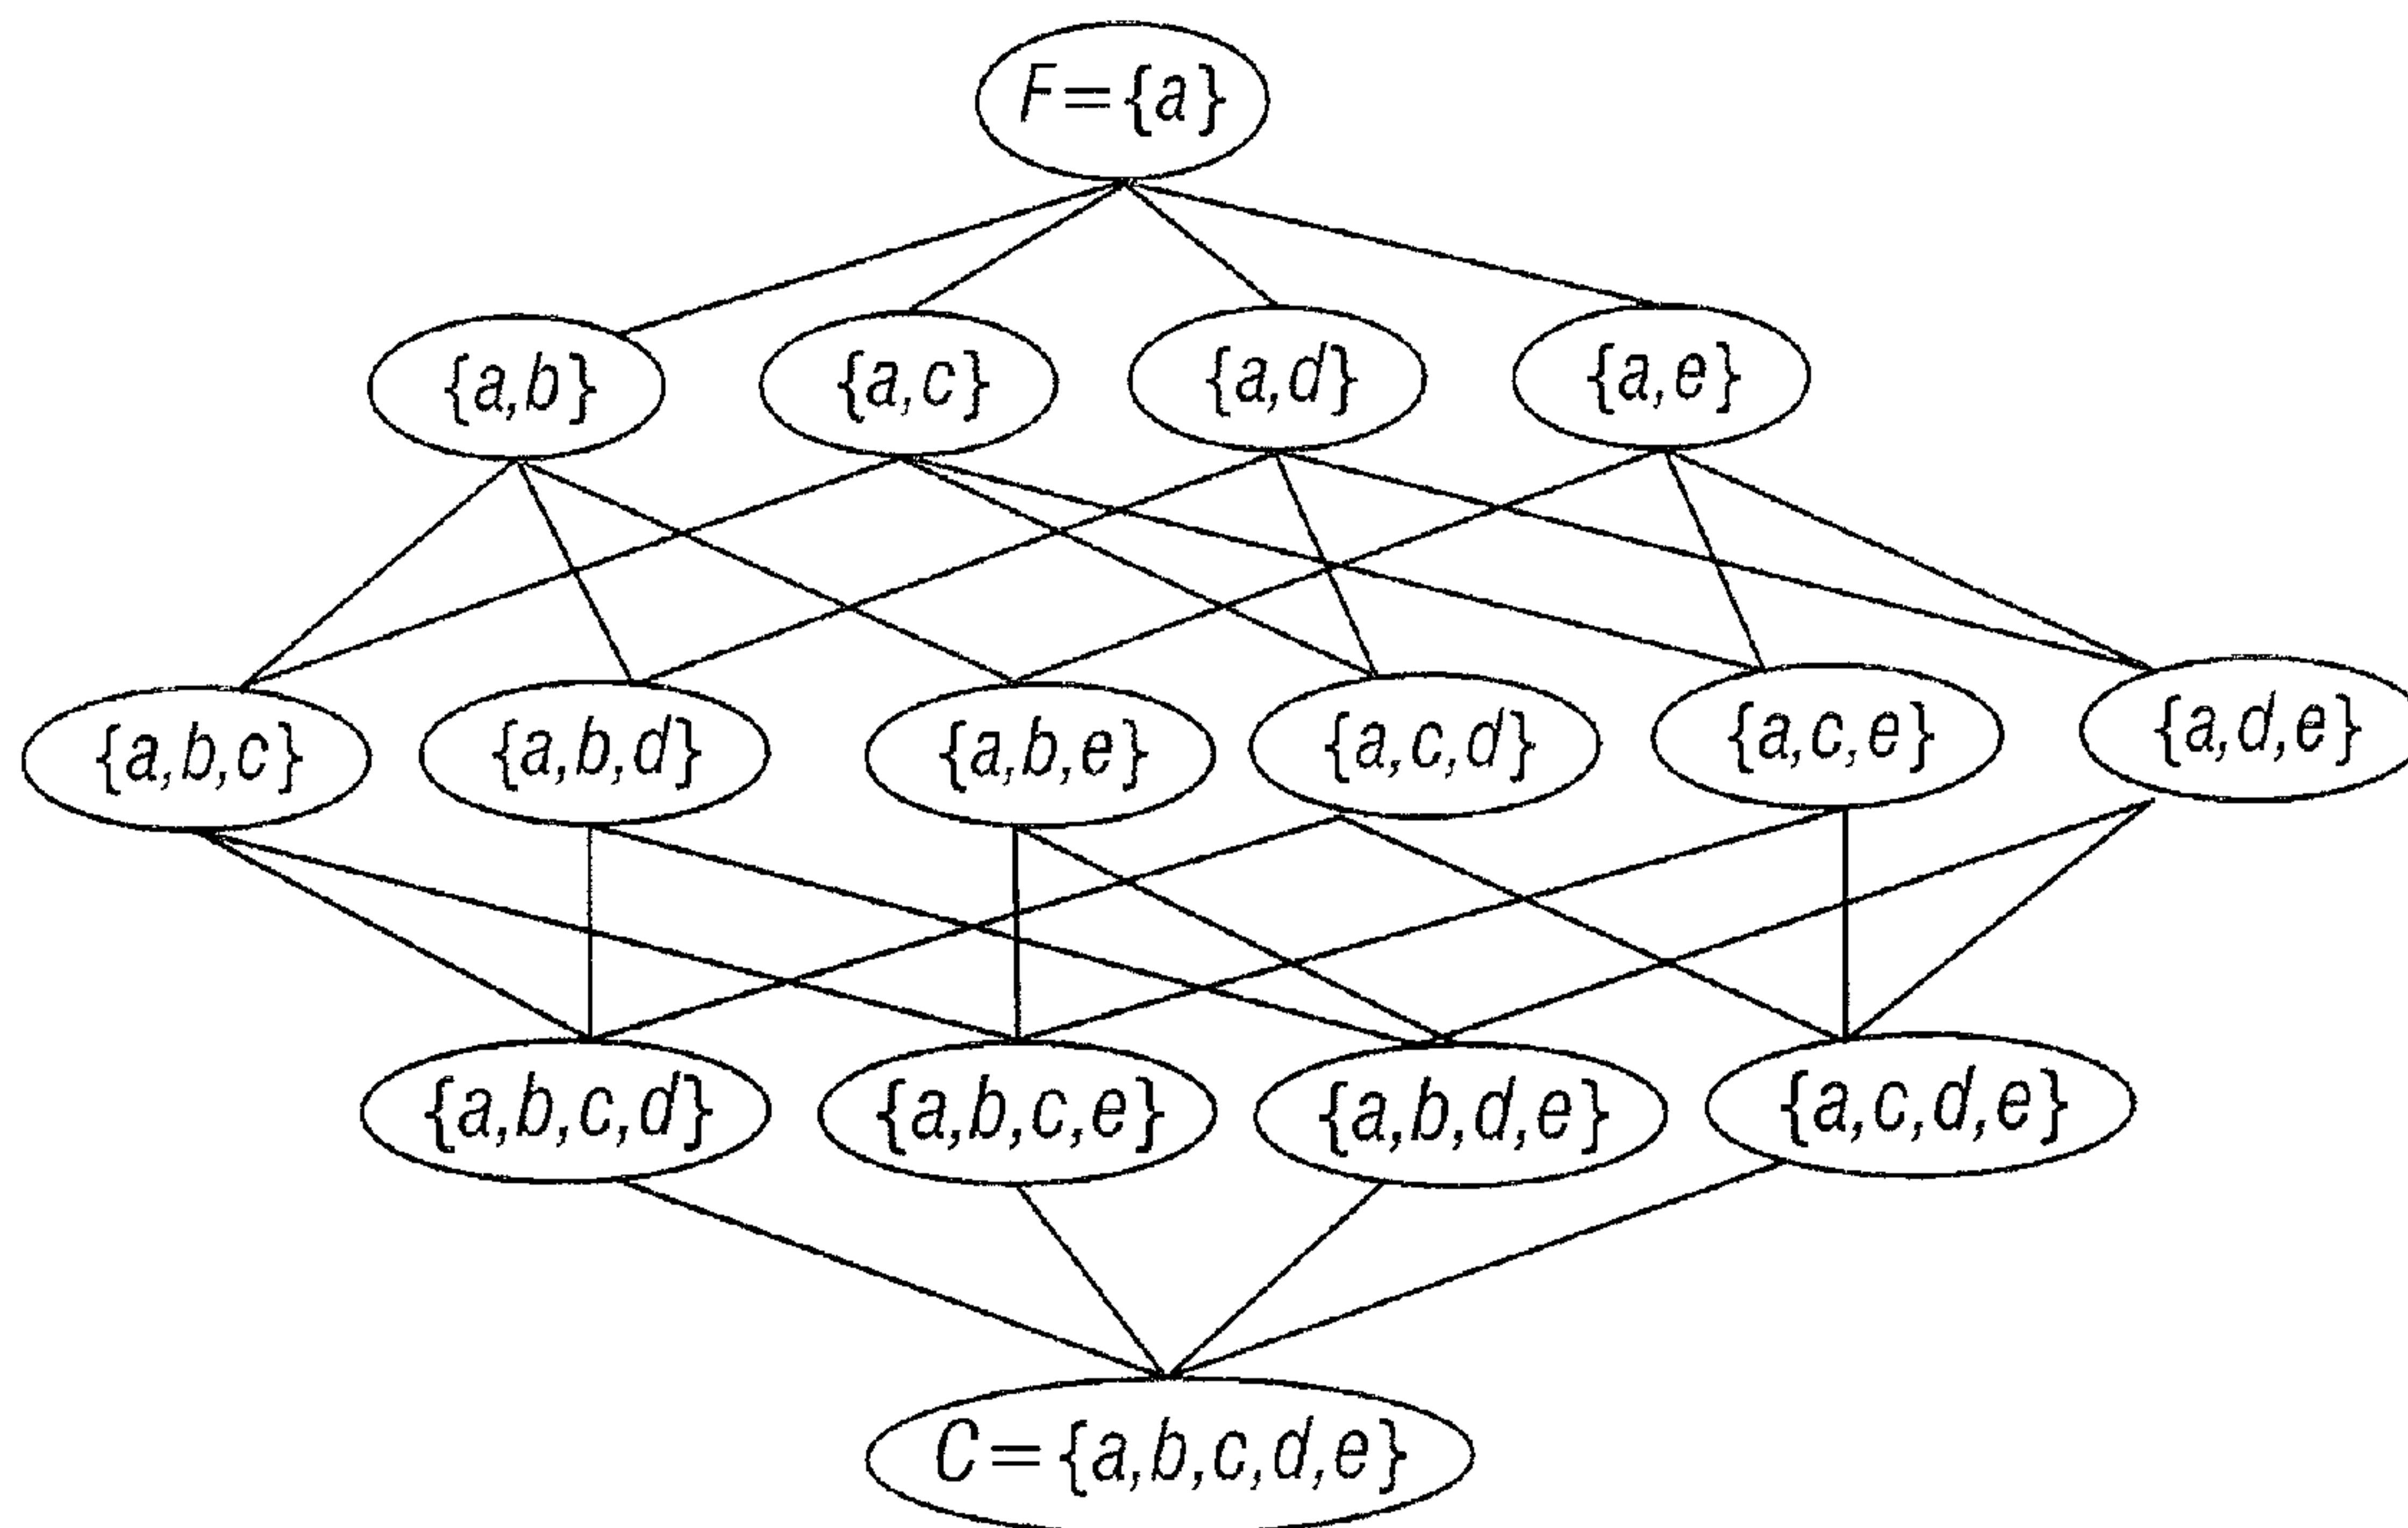 F={a}
{a,b} {a,c} {a,d} {a,e}
{a,b,c} {a,b,d} {a,b,e} {a,c,d} {a,c,e} {a,d,e}
{a,b,c,d} {a,b,c,e} {a,b,d,e} {a,c,d,e}
C={a,b,c,d,e}